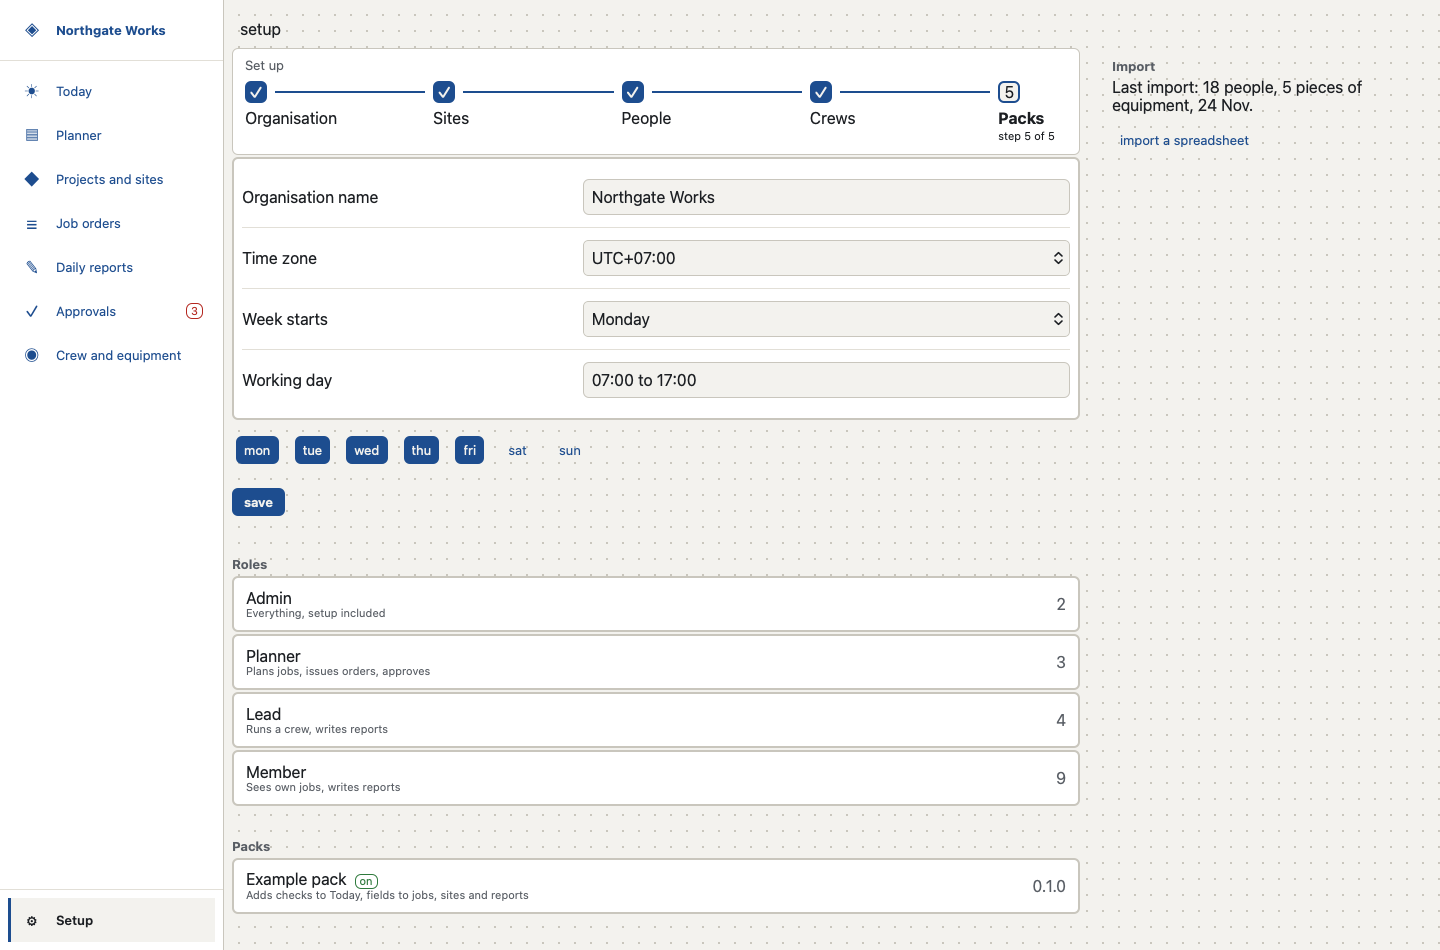 Northgate Works
Today
Planner
Projects and sites
Job orders
Daily reports
Approvals 3
Crew and equipment
Setup
setup
Set up
Organisation
Sites
People
Crews
5
Packs
step 5 of 5
Organisation name Northgate Works
Time zone UTC+07:00
Week starts Monday
Working day 07:00 to 17:00
mon tue wed thu fri sat sun
save
Roles
Admin
Everything, setup included
2
Planner
Plans jobs, issues orders, approves
3
Lead
Runs a crew, writes reports
4
Member
Sees own jobs, writes reports
9
Packs
Example pack on
Adds checks to Today, fields to jobs, sites and reports
0.1.0
Import
Last import: 18 people, 5 pieces of
equipment, 24 Nov.
import a spreadsheet